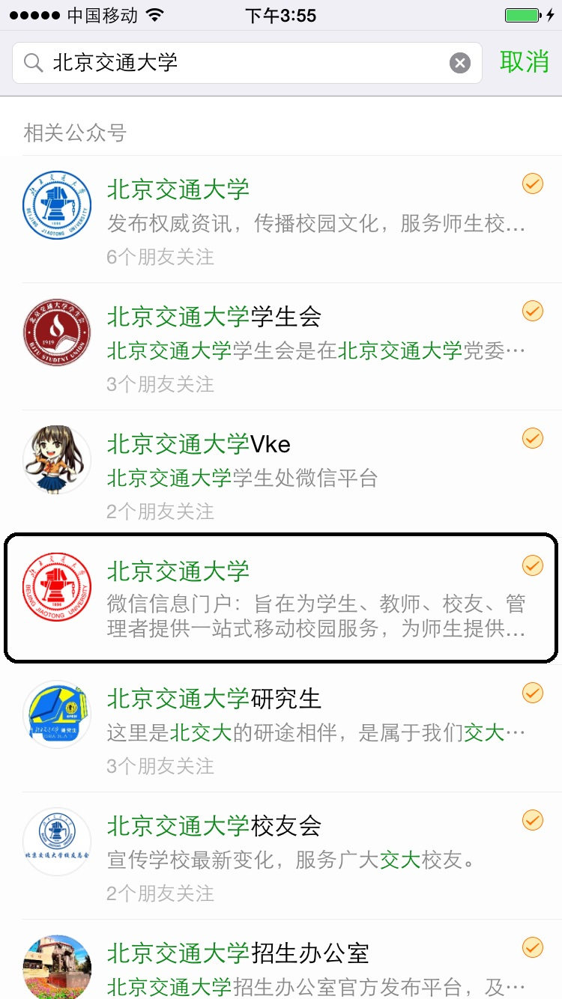 中国移动 下午3:55
北京交通大学 取消
相关公众号
北京交通大学
发布权威资讯，传播校园文化，服务师生校...
6个朋友关注
北京交通大学学生会
北京交通大学学生会是在北京交通大学党委…
3个朋友关注
北京交通大学Vke
北京交通大学学生处微信平台
2个朋友关注
北京交通大学
微信信息门户：旨在为学生、教师、校友、管
理者提供一站式移动校园服务，为师生提供...
北京交通大学研究生
这里是北交大的研途相伴，是属于我们交大…
3个朋友关注
北京交通大学校友会
宣传学校最新变化，服务广大交大校友。
2个朋友关注
北京交通大学招生办公室
北京交通大学招生办公室官方发布平台，及…